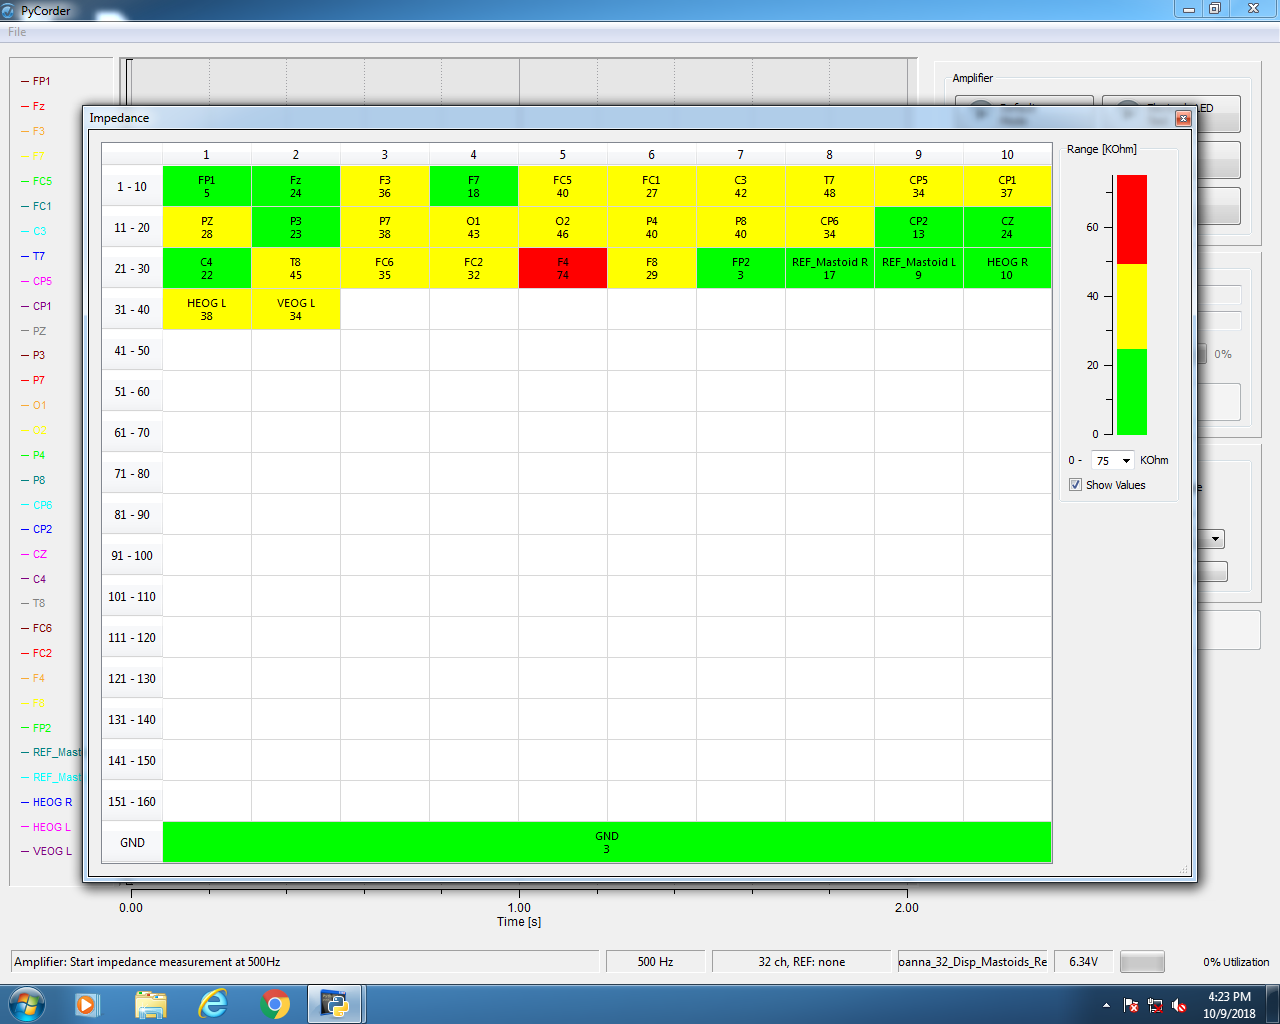 PyCorder
File
FP1
Fz
F3
F7
FC5
FC1
C3
T7
CP5
CP1
PZ
P3
P7
O1
O2
P4
P8
CP6
CP2
CZ
C4
T8
FC6
FC2
F4
F8
FP2
REF_Mast
REF_Mast
HEOG R
HEOG L
VEOG L
Amplifier
Impedance
1 2 3 4 5 6 7 8 9 10
1 - 10 FP1 Fz F3 F7 FC5 FC1 C3 T7 CP5 CP1
5 24 36 18 40 27 42 48 34 37
11 - 20 PZ P3 P7 O1 O2 P4 P8 CP6 CP2 CZ
28 23 38 43 46 40 40 34 13 24
21 - 30 C4 T8 FC6 FC2 F4 F8 FP2 REF_Mastoid R REF_Mastoid L HEOG R
22 45 35 32 74 29 3 17 9 10
31 - 40 HEOG L VEOG L
38 34
41 - 50
51 - 60
61 - 70
71 - 80
81 - 90
91 - 100
101 - 110
111 - 120
121 - 130
131 - 140
141 - 150
151 - 160
GND GND
3
Range [KOhm]
60
40
20
0
0 - 75 KOhm
Show Values
0%
0.00 1.00 2.00
Time [s]
Amplifier: Start impedance measurement at 500Hz
500 Hz
32 ch, REF: none
oanna_32_Disp_Mastoids_Re
6.34V
0% Utilization
4:23 PM
10/9/2018